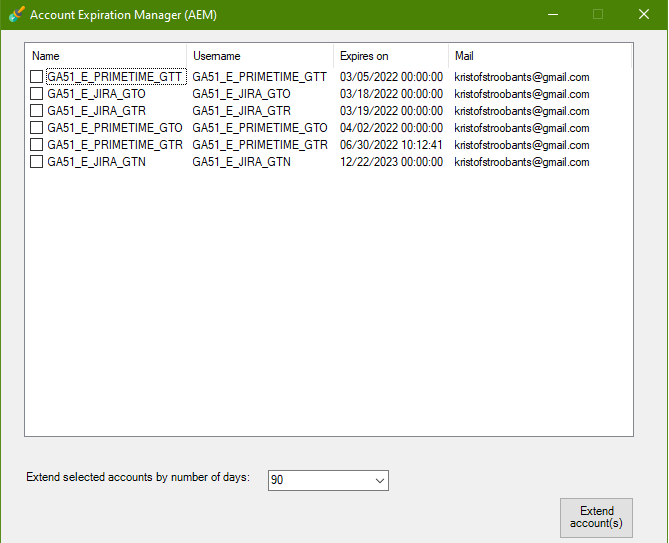 Account Expiration Manager (AEM)
Name Username Expires on Mail
GA51_E_PRIMETIME_GTT GA51_E_PRIMETIME_GTT 03/05/2022 00:00:00 kristofstroobants@gmail.com
GA51_E_JIRA_GTO GA51_E_JIRA_GTO 03/18/2022 00:00:00 kristofstroobants@gmail.com
GA51_E_JIRA_GTR GA51_E_JIRA_GTR 03/19/2022 00:00:00 kristofstroobants@gmail.com
GA51_E_PRIMETIME_GTO GA51_E_PRIMETIME_GTO 04/02/2022 00:00:00 kristofstroobants@gmail.com
GA51_E_PRIMETIME_GTR GA51_E_PRIMETIME_GTR 06/30/2022 10:12:41 kristofstroobants@gmail.com
GA51_E_JIRA_GTN GA51_E_JIRA_GTN 12/22/2023 00:00:00 kristofstroobants@gmail.com
Extend selected accounts by number of days: 90
Extend
account(s)